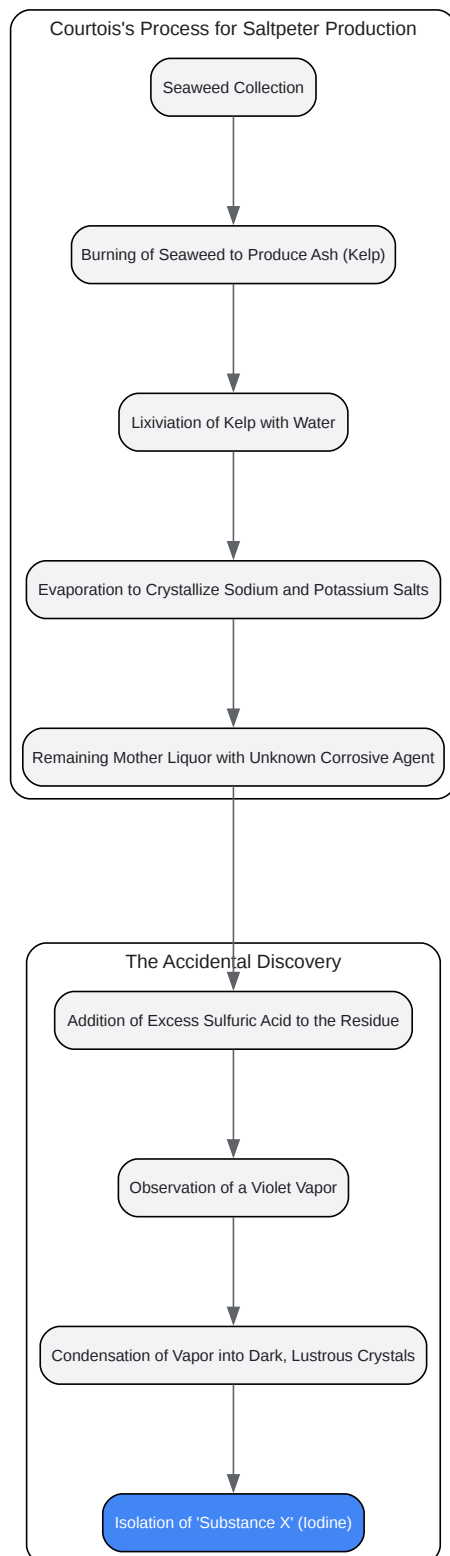 Courtois's Process for Saltpeter Production
Seaweed Collection
Burning of Seaweed to Produce Ash (Kelp)
Lixiviation of Kelp with Water
Evaporation to Crystallize Sodium and Potassium Salts
Remaining Mother Liquor with Unknown Corrosive Agent
The Accidental Discovery
Addition of Excess Sulfuric Acid to the Residue
Observation of a Violet Vapor
Condensation of Vapor into Dark, Lustrous Crystals
Isolation of 'Substance X' (Iodine)